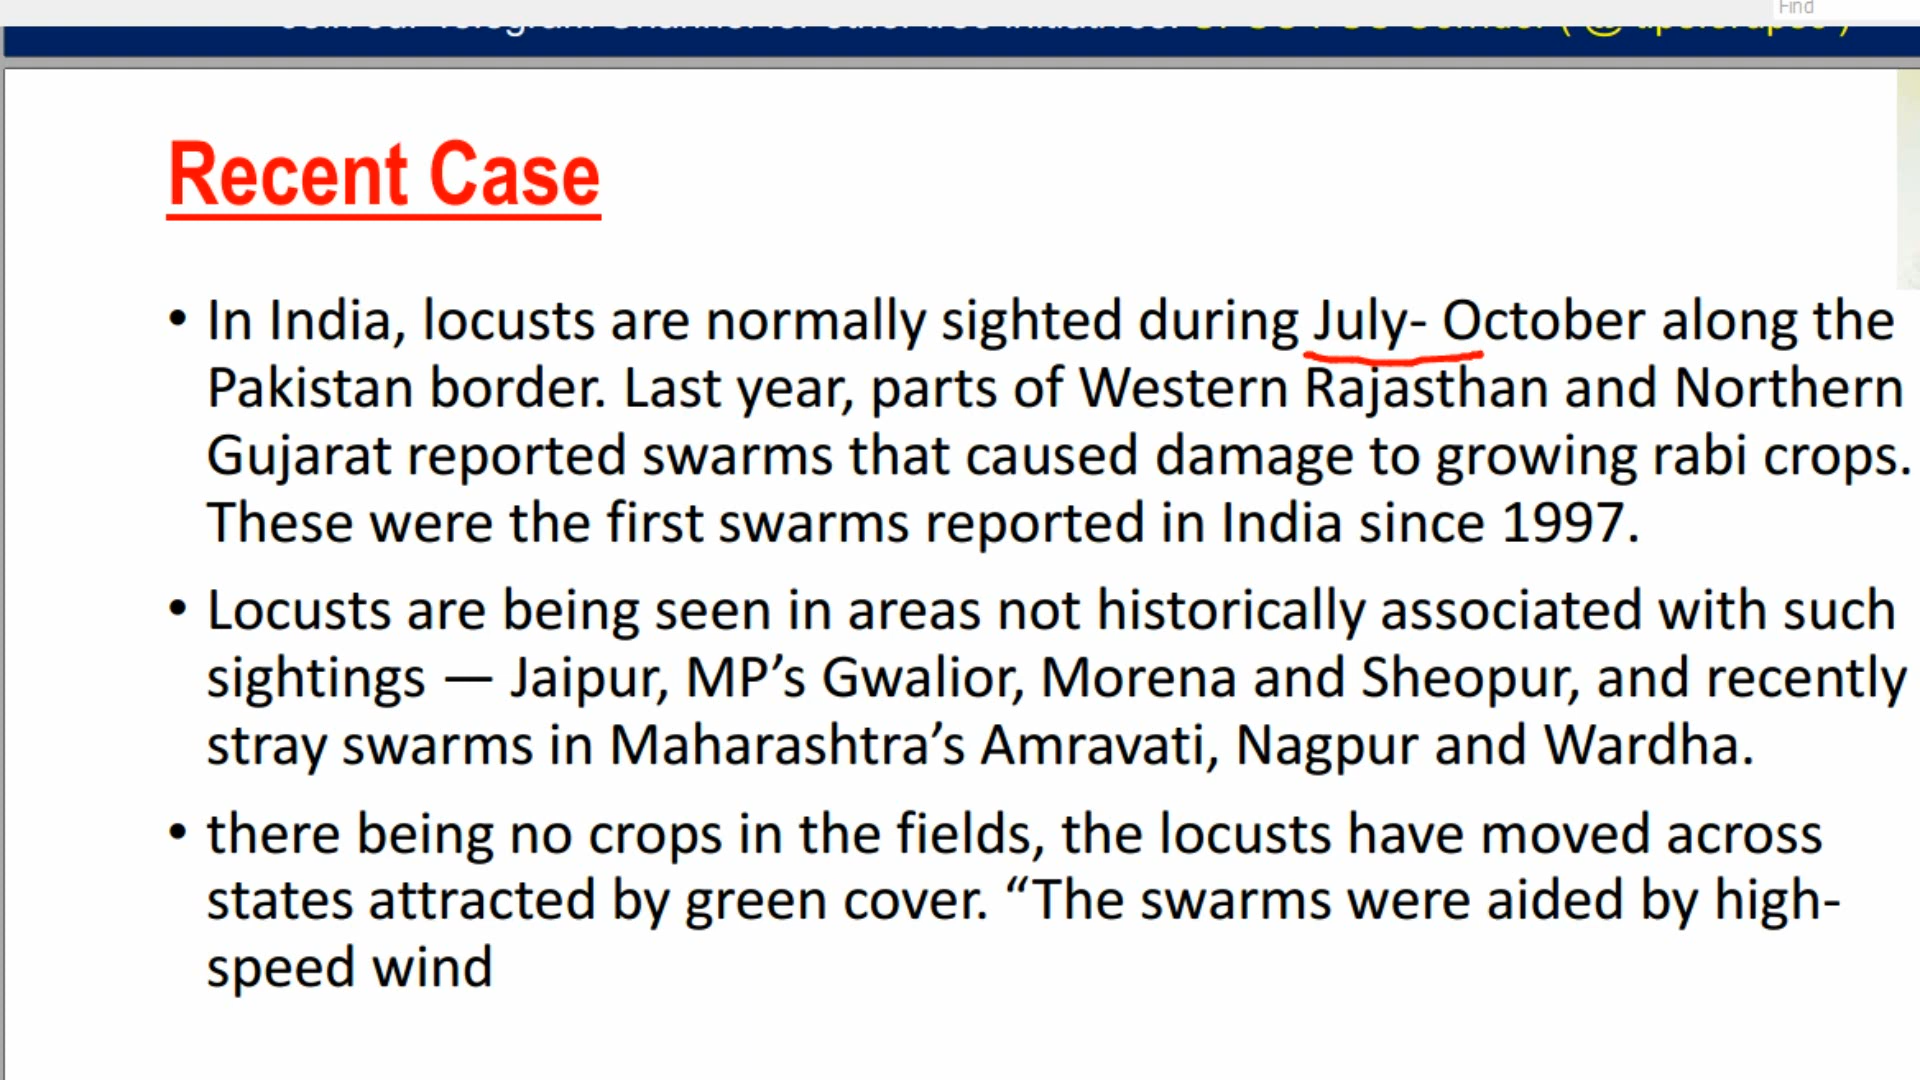 Find
Recent Case
• In India, locusts are normally sighted during July- October along the
Pakistan border. Last year, parts of Western Rajasthan and Northern
Gujarat reported swarms that caused damage to growing rabi crops.
These were the first swarms reported in India since 1997.
• Locusts are being seen in areas not historically associated with such
sightings — Jaipur, MP’s Gwalior, Morena and Sheopur, and recently
stray swarms in Maharashtra’s Amravati, Nagpur and Wardha.
• there being no crops in the fields, the locusts have moved across
states attracted by green cover. “The swarms were aided by high-
speed wind